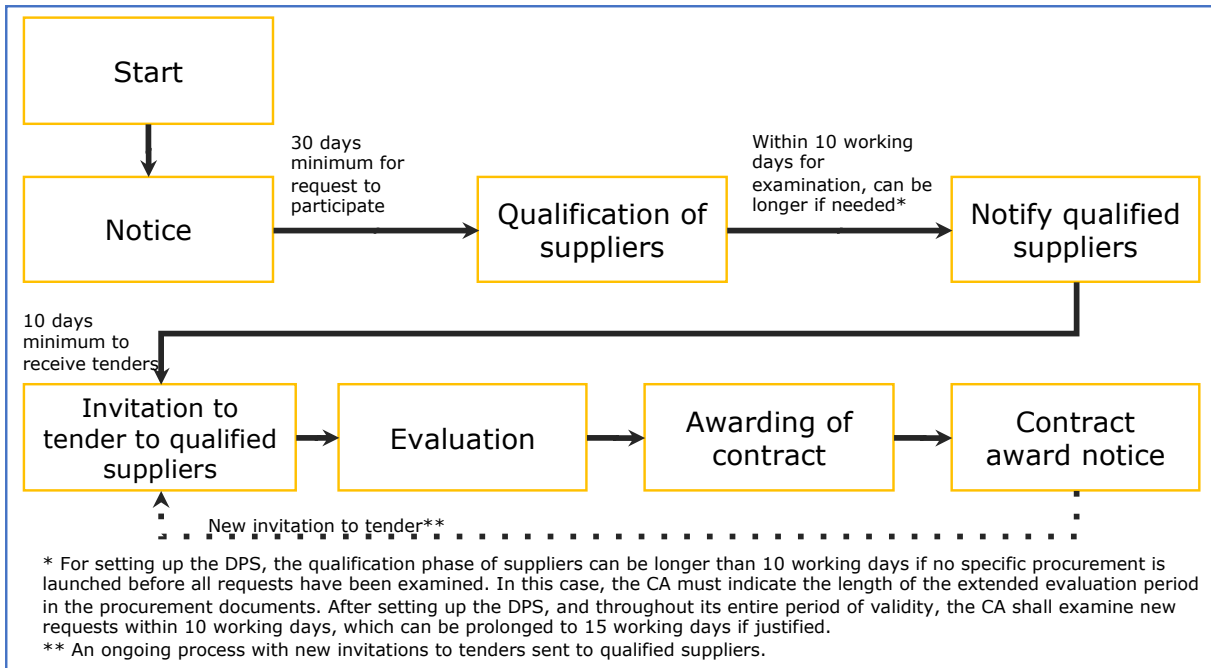 Start
30 days
minimum for
request to
participate
Within 10 working
days for
examination, can be
longer if needed*
Notice
Qualification of
suppliers
Notify qualified
suppliers
10 days
minimum to
receive tenders
Invitation to
tender to qualified
suppliers
Evaluation
Awarding of
contract
Contract
award notice
New invitation to tender**
* For setting up the DPS, the qualification phase of suppliers can be longer than 10 working days if no specific procurement is
launched before all requests have been examined. In this case, the CA must indicate the length of the extended evaluation period
in the procurement documents. After setting up the DPS, and throughout its entire period of validity, the CA shall examine new
requests within 10 working days, which can be prolonged to 15 working days if justified.
** An ongoing process with new invitations to tenders sent to qualified suppliers.